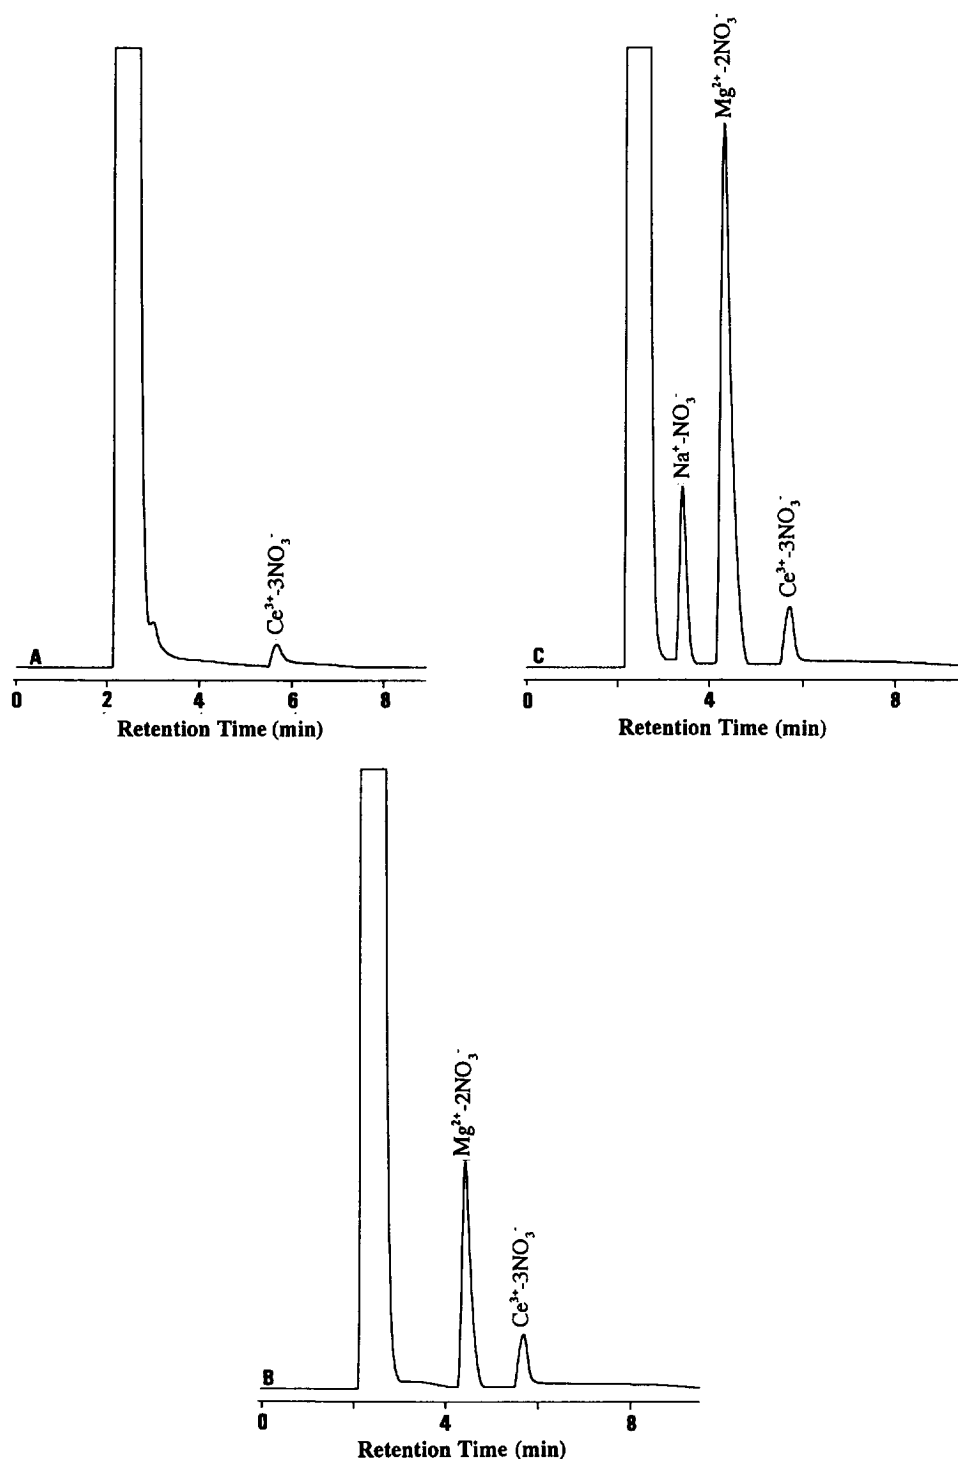 Ce³⁺-3NO₃⁻
A
0 2 4 6 8
Retention Time (min)
Na⁺-NO₃⁻
Mg²⁺-2NO₃⁻
Ce³⁺-3NO₃⁻
C
0 4 8
Retention Time (min)
Mg²⁺-2NO₃⁻
Ce³⁺-3NO₃⁻
B
0 4 8
Retention Time (min)